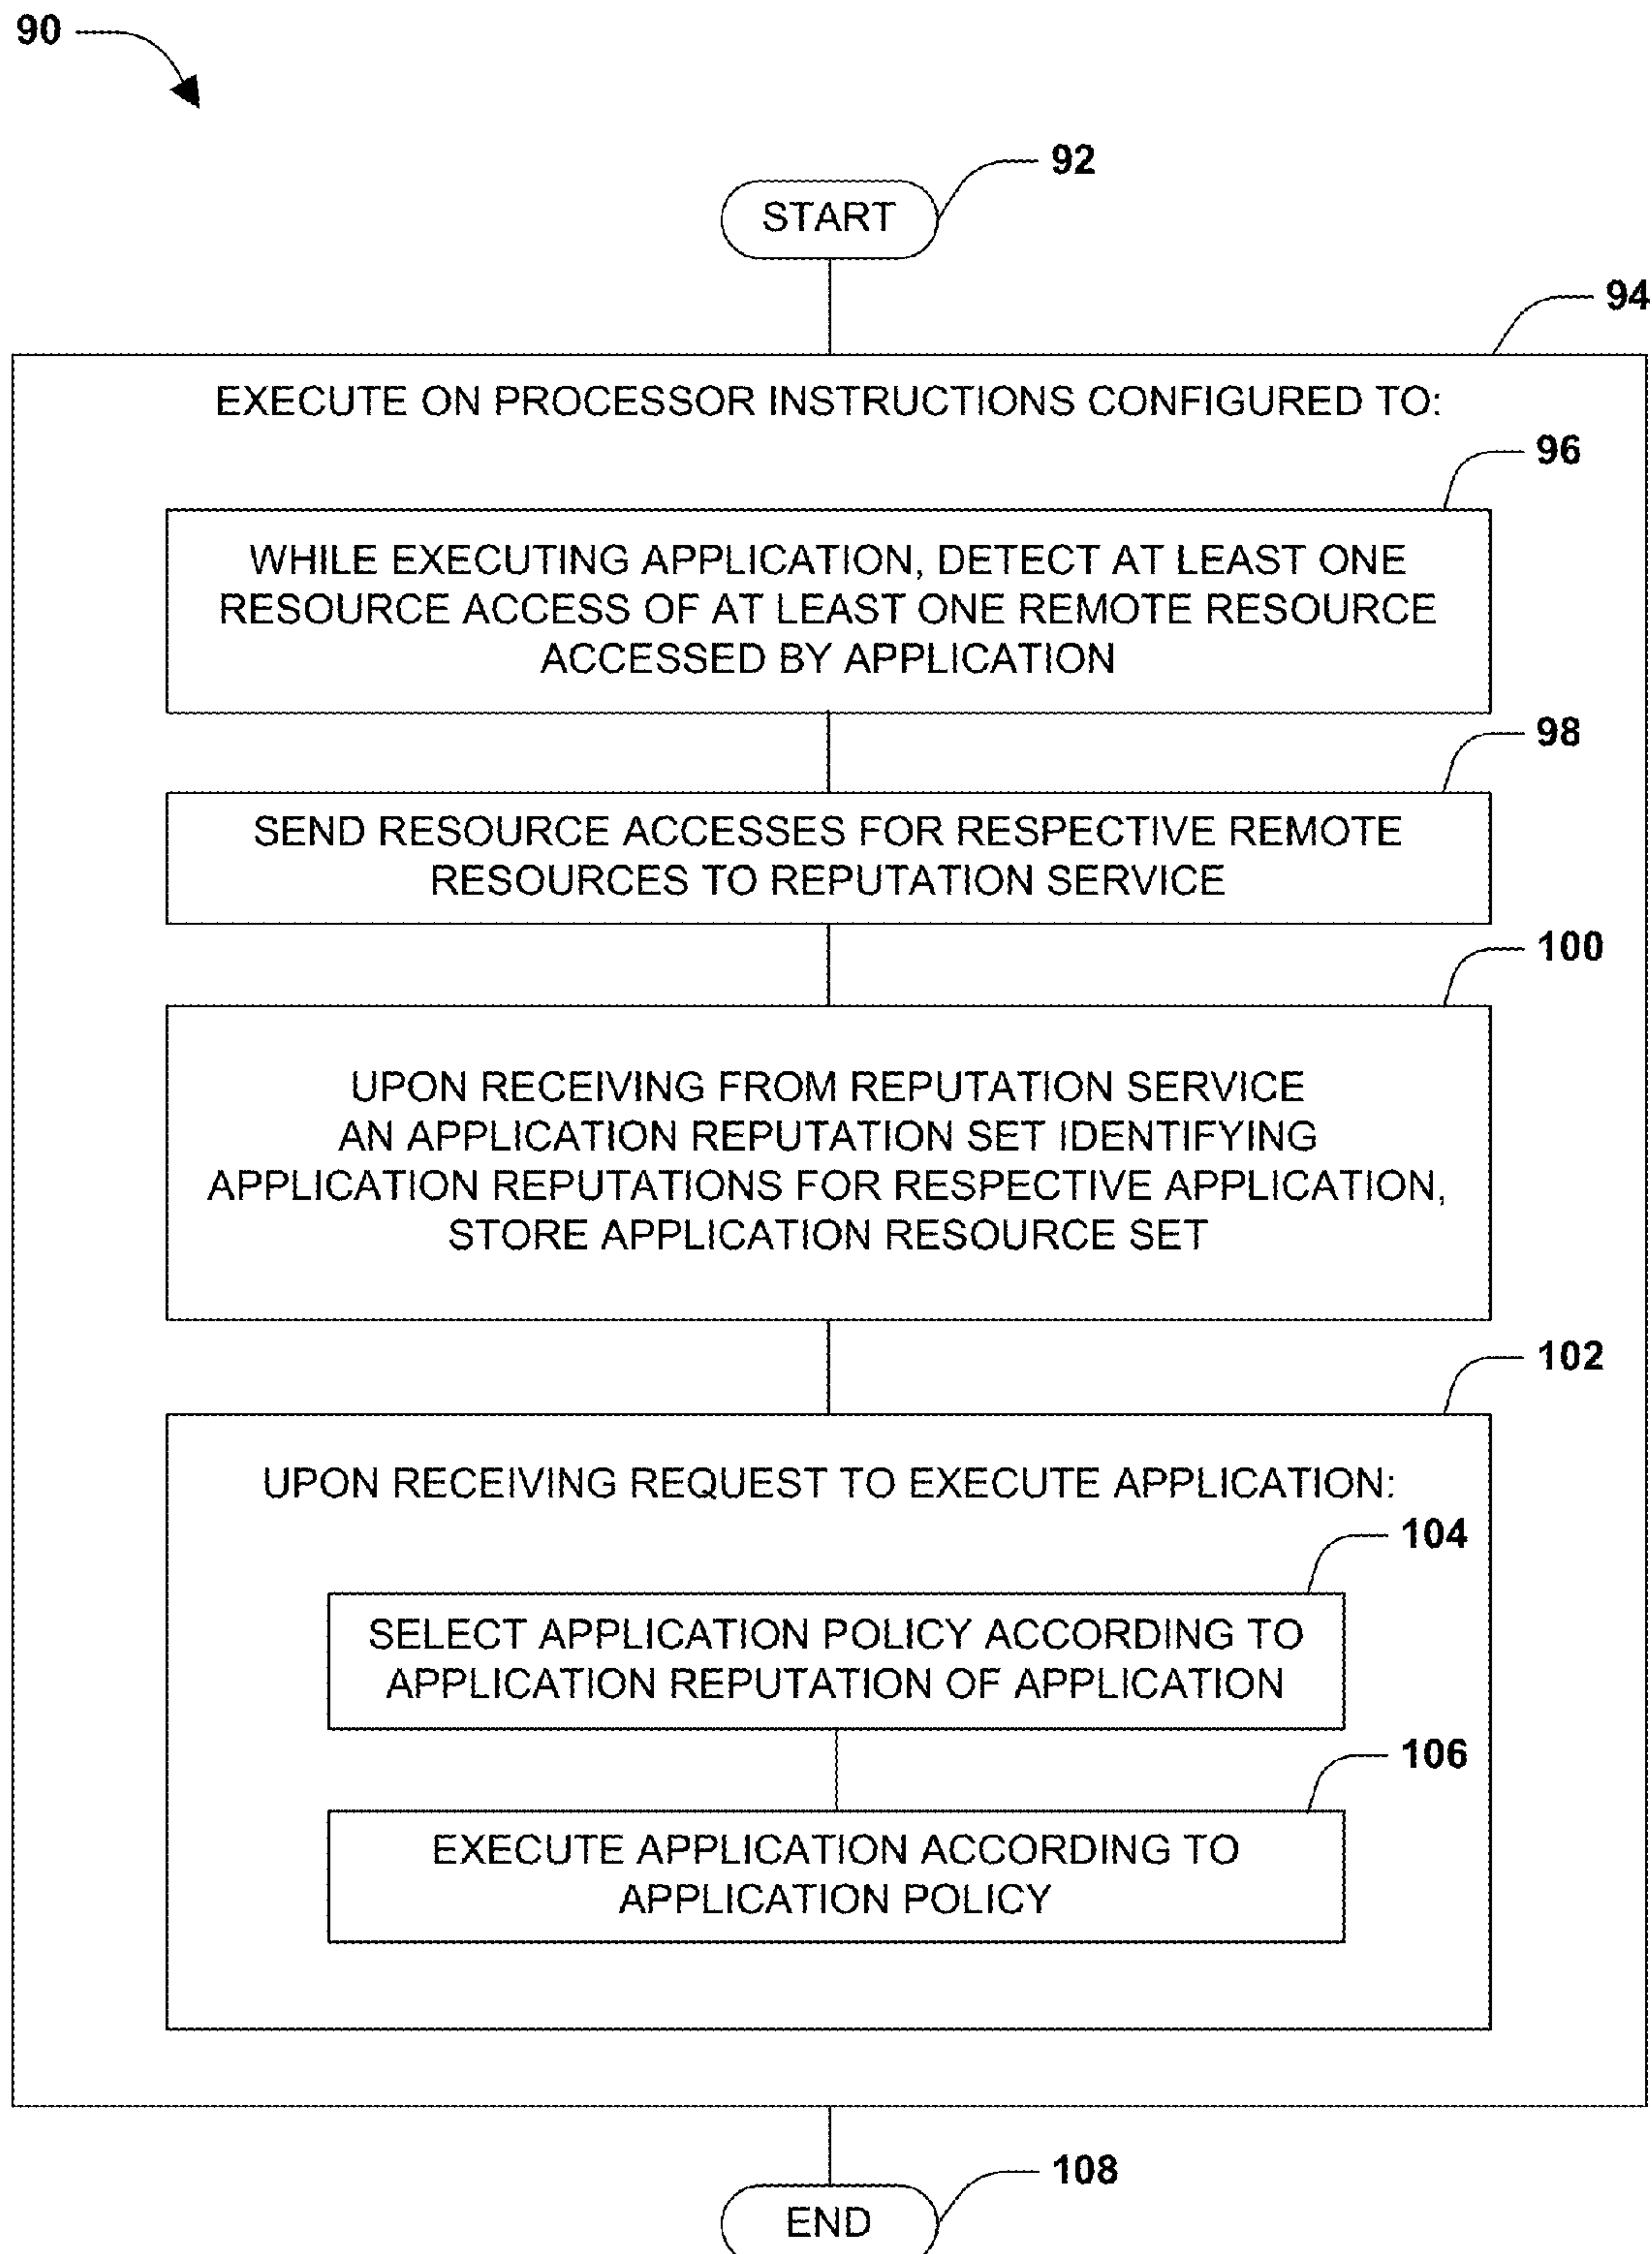 90
92
START
94
EXECUTE ON PROCESSOR INSTRUCTIONS CONFIGURED TO:
96
WHILE EXECUTING APPLICATION, DETECT AT LEAST ONE
RESOURCE ACCESS OF AT LEAST ONE REMOTE RESOURCE
ACCESSED BY APPLICATION
98
SEND RESOURCE ACCESSES FOR RESPECTIVE REMOTE
RESOURCES TO REPUTATION SERVICE
100
UPON RECEIVING FROM REPUTATION SERVICE
AN APPLICATION REPUTATION SET IDENTIFYING
APPLICATION REPUTATIONS FOR RESPECTIVE APPLICATION,
STORE APPLICATION RESOURCE SET
102
UPON RECEIVING REQUEST TO EXECUTE APPLICATION:
104
SELECT APPLICATION POLICY ACCORDING TO
APPLICATION REPUTATION OF APPLICATION
106
EXECUTE APPLICATION ACCORDING TO
APPLICATION POLICY
108
END